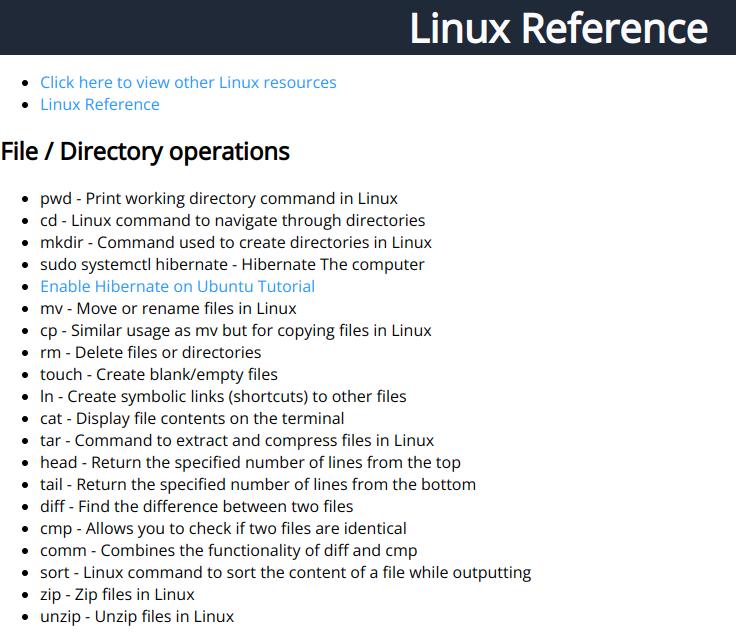 Linux Reference
Click here to view other Linux resources
Linux Reference
File / Directory operations
pwd - Print working directory command in Linux
cd - Linux command to navigate through directories
mkdir - Command used to create directories in Linux
sudo systemctl hibernate - Hibernate The computer
Enable Hibernate on Ubuntu Tutorial
mv - Move or rename files in Linux
cp - Similar usage as mv but for copying files in Linux
rm - Delete files or directories
touch - Create blank/empty files
ln - Create symbolic links (shortcuts) to other files
cat - Display file contents on the terminal
tar - Command to extract and compress files in Linux
head - Return the specified number of lines from the top
tail - Return the specified number of lines from the bottom
diff - Find the difference between two files
cmp - Allows you to check if two files are identical
comm - Combines the functionality of diff and cmp
sort - Linux command to sort the content of a file while outputting
zip - Zip files in Linux
unzip - Unzip files in Linux